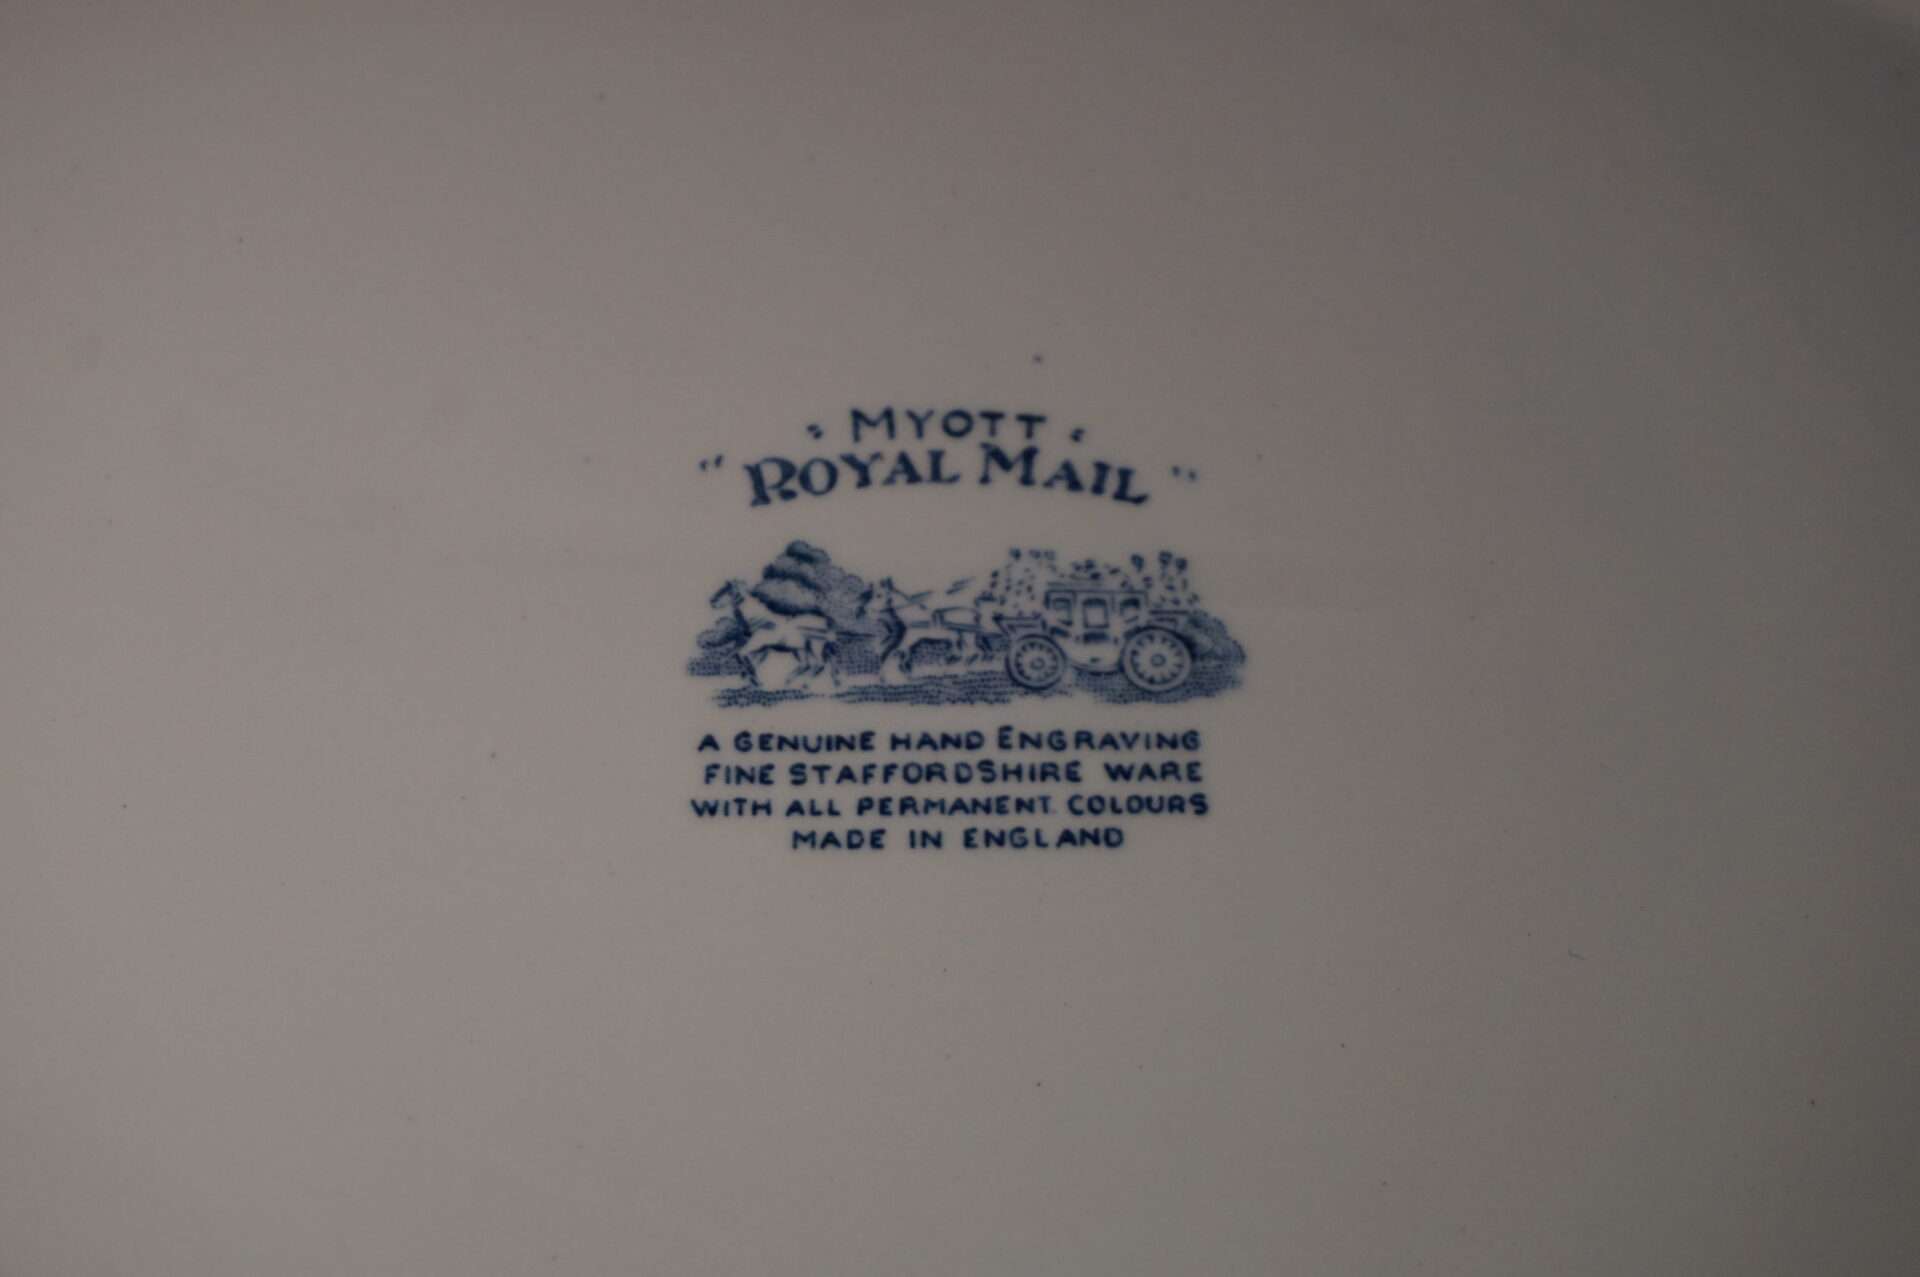 MYOTT
"ROYAL MAIL"
A GENUINE HAND ENGRAVING
FINE STAFFORDSHIRE WARE
WITH ALL PERMANENT COLOURS
MADE IN ENGLAND